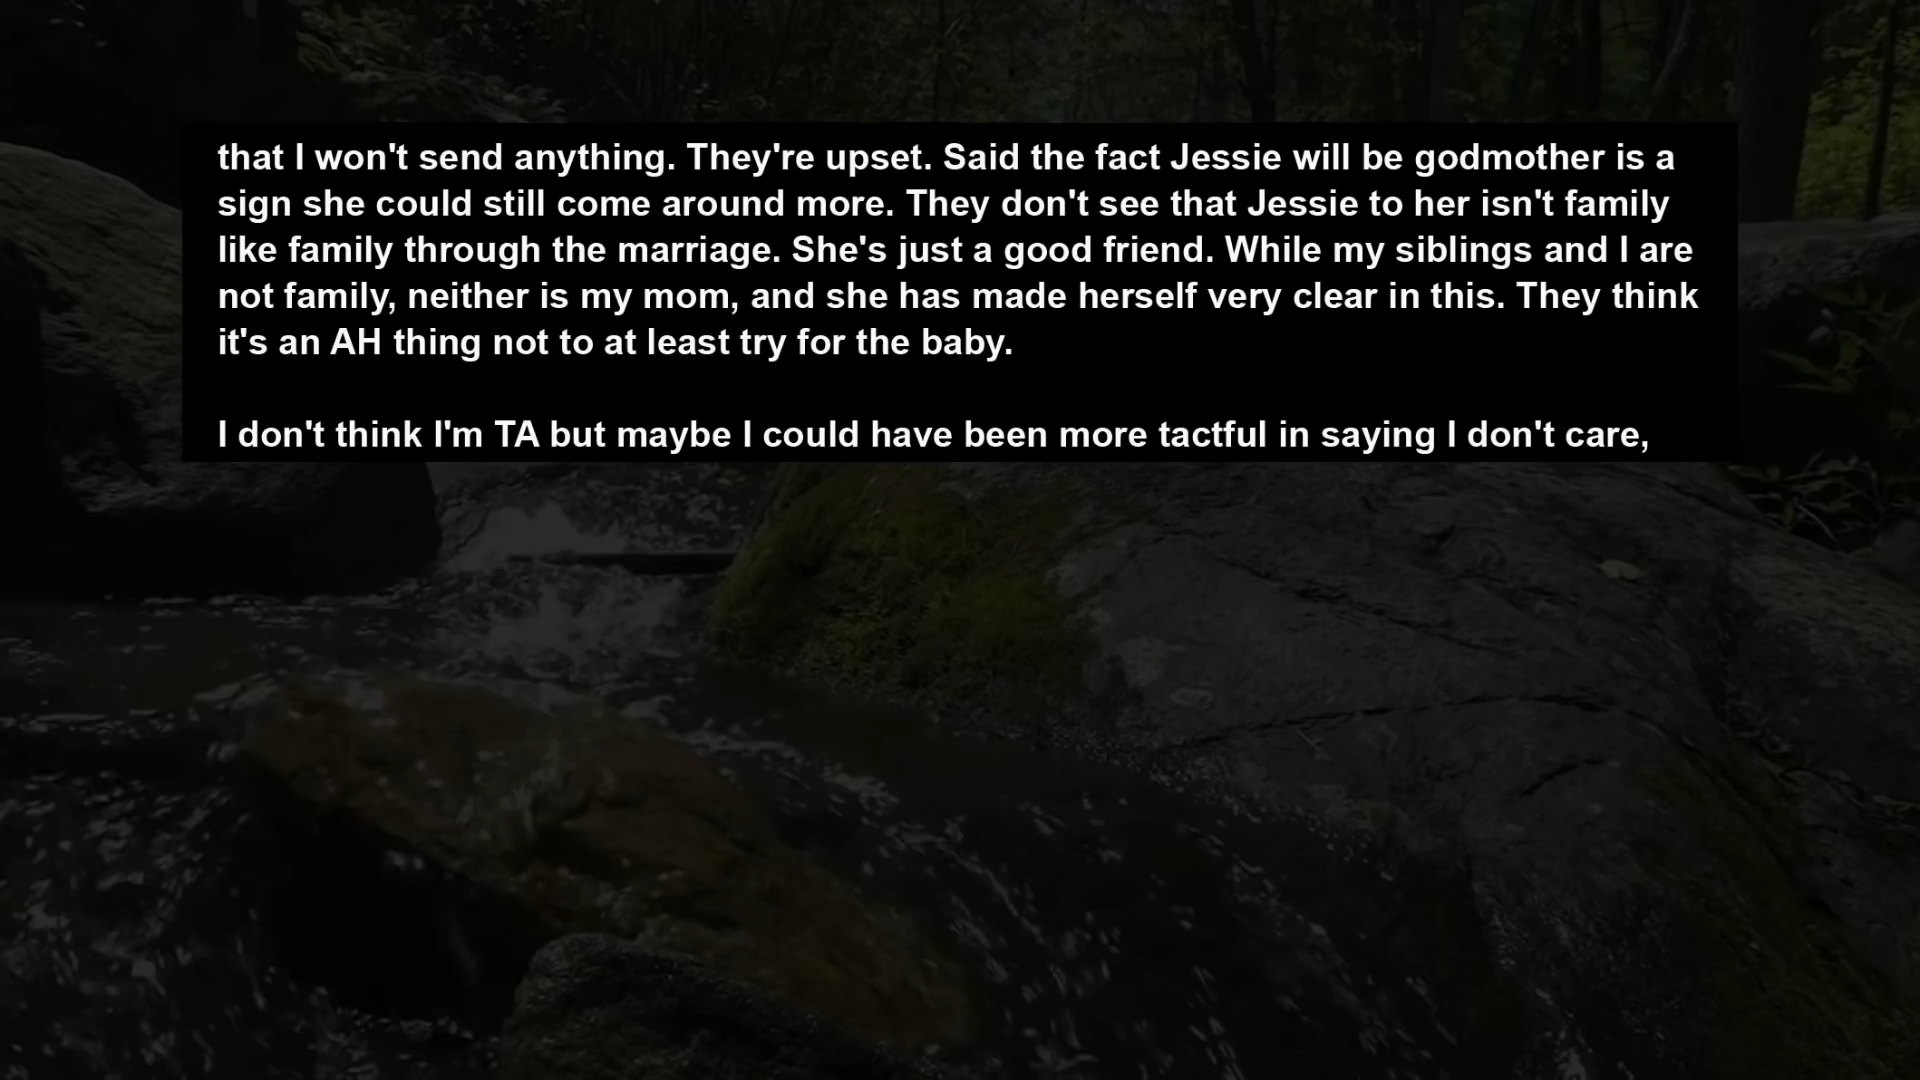 that I won't send anything. They're upset. Said the fact Jessie will be godmother is a
sign she could still come around more. They don't see that Jessie to her isn't family
like family through the marriage. She's just a good friend. While my siblings and I are
not family, neither is my mom, and she has made herself very clear in this. They think
it's an AH thing not to at least try for the baby.
I don't think I'm TA but maybe I could have been more tactful in saying I don't care,